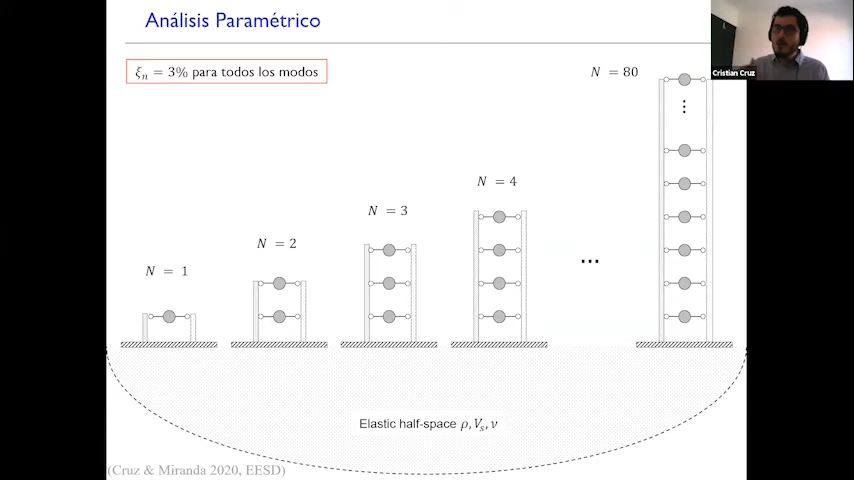 Análisis Paramétrico
Cristian Cruz
ξₙ = 3% para todos los modos
N = 80
N = 4
N = 3
N = 2
N = 1
...
Elastic half-space ρ, Vₛ, ν
(Cruz & Miranda 2020, EESD)